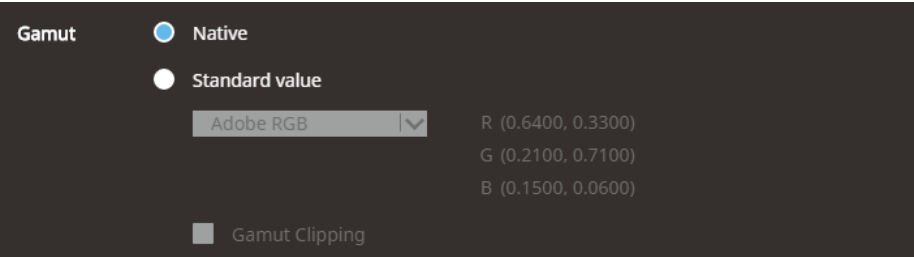 Gamut Native
Standard value
Adobe RGB R (0.6400, 0.3300)
G (0.2100, 0.7100)
B (0.1500, 0.0600)
Gamut Clipping